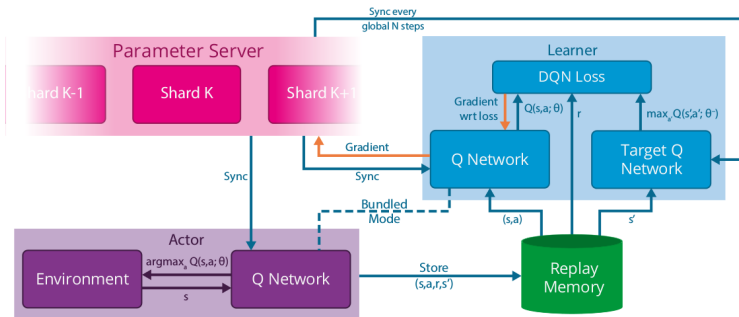 Sync every
global N steps
Parameter Server
Learner
Shard K-1
Shard K
Shard K+1
DQN Loss
Gradient
wrt loss
Q(s,a; θ)
r
maxₐ' Q(s',a'; θ⁻)
Gradient
Sync
Q Network
Target Q
Network
Sync
Bundled
Mode
(s,a)
s'
Actor
Environment
argmaxₐ Q(s,a; θ)
s
Q Network
Store
(s,a,r,s')
Replay
Memory